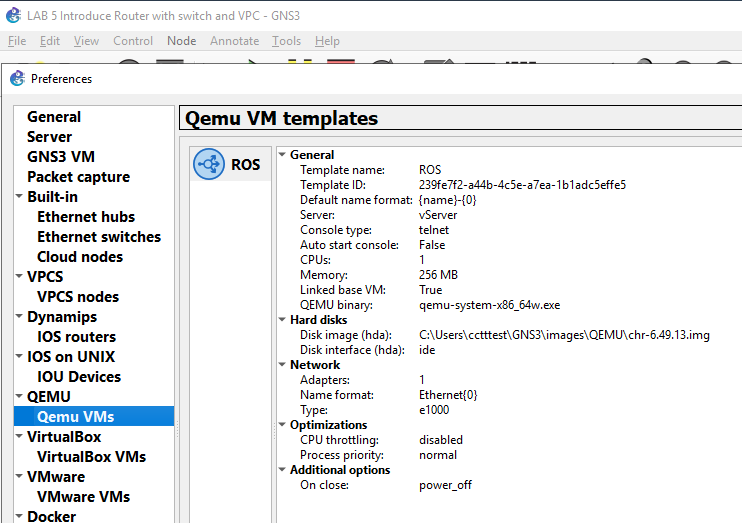 LAB 5 Introduce Router with switch and VPC - GNS3
File Edit View Control Node Annotate Tools Help
Preferences
General
Server
GNS3 VM
Packet capture
Built-in
Ethernet hubs
Ethernet switches
Cloud nodes
VPCS
VPCS nodes
Dynamips
IOS routers
IOS on UNIX
IOU Devices
QEMU
Qemu VMs
VirtualBox
VirtualBox VMs
VMware
VMware VMs
Docker
Qemu VM templates
ROS
General
Template name: ROS
Template ID: 239fe7f2-a44b-4c5e-a7ea-1b1adc5effe5
Default name format: {name}-{0}
Server: vServer
Console type: telnet
Auto start console: False
CPUs: 1
Memory: 256 MB
Linked base VM: True
QEMU binary: qemu-system-x86_64w.exe
Hard disks
Disk image (hda): C:\Users\cctttest\GNS3\images\QEMU\chr-6.49.13.img
Disk interface (hda): ide
Network
Adapters: 1
Name format: Ethernet{0}
Type: e1000
Optimizations
CPU throttling: disabled
Process priority: normal
Additional options
On close: power_off